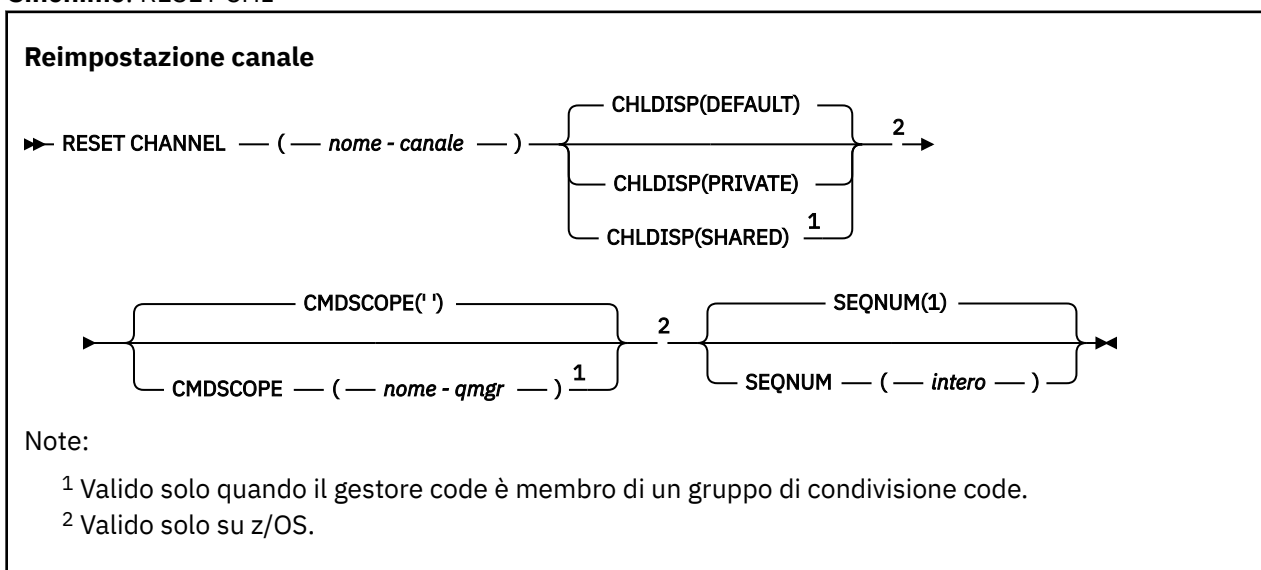 Sinonimo: RESET CHL
Reimpostazione canale
CHLDISP(DEFAULT)
RESET CHANNEL ( nome - canale ) 2
CHLDISP(PRIVATE)
CHLDISP(SHARED) 1
CMDSCOPE(' ') SEQNUM(1)
2
CMDSCOPE ( nome - qmgr ) 1 SEQNUM ( intero )
Note:
1 Valido solo quando il gestore code è membro di un gruppo di condivisione code.
2 Valido solo su z/OS.